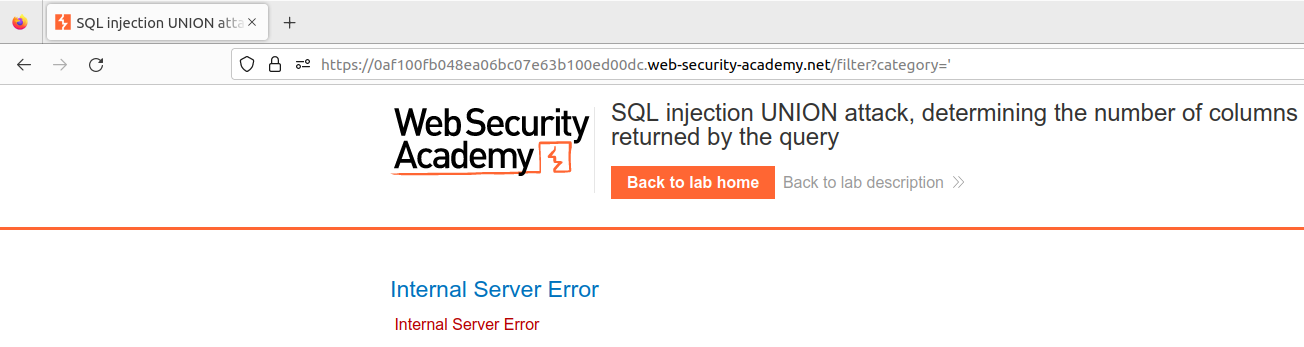 SQL injection UNION atta
https://0af100fb048ea06bc07e63b100ed00dc.web-security-academy.net/filter?category='
Web Security
Academy
SQL injection UNION attack, determining the number of columns
returned by the query
Back to lab home
Back to lab description
Internal Server Error
Internal Server Error